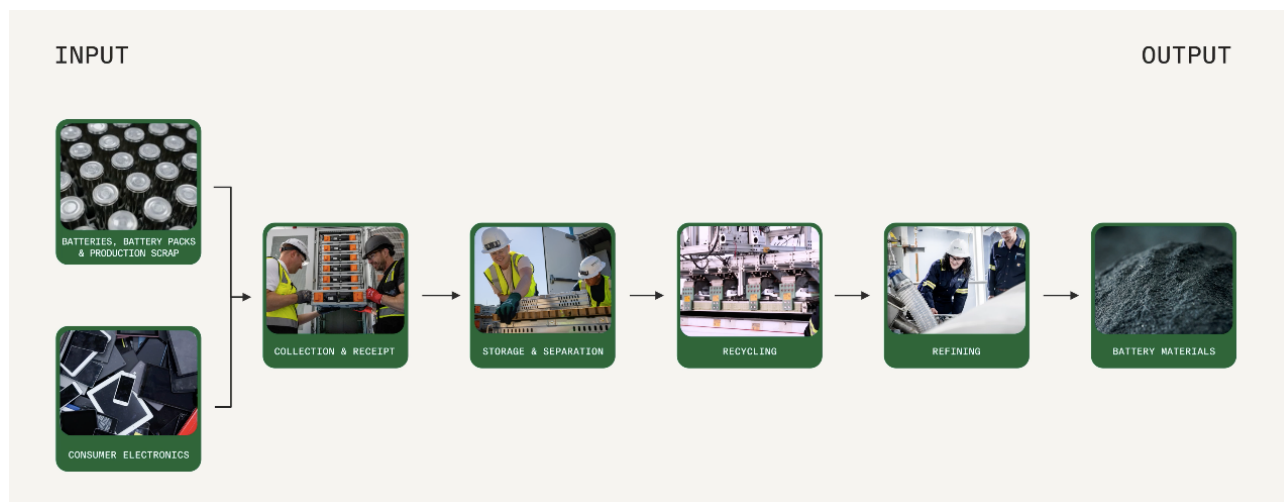 INPUT
OUTPUT
BATTERIES, BATTERY PACKS
& PRODUCTION SCRAP
CONSUMER ELECTRONICS
COLLECTION & RECEIPT
STORAGE & SEPARATION
RECYCLING
REFINING
BATTERY MATERIALS